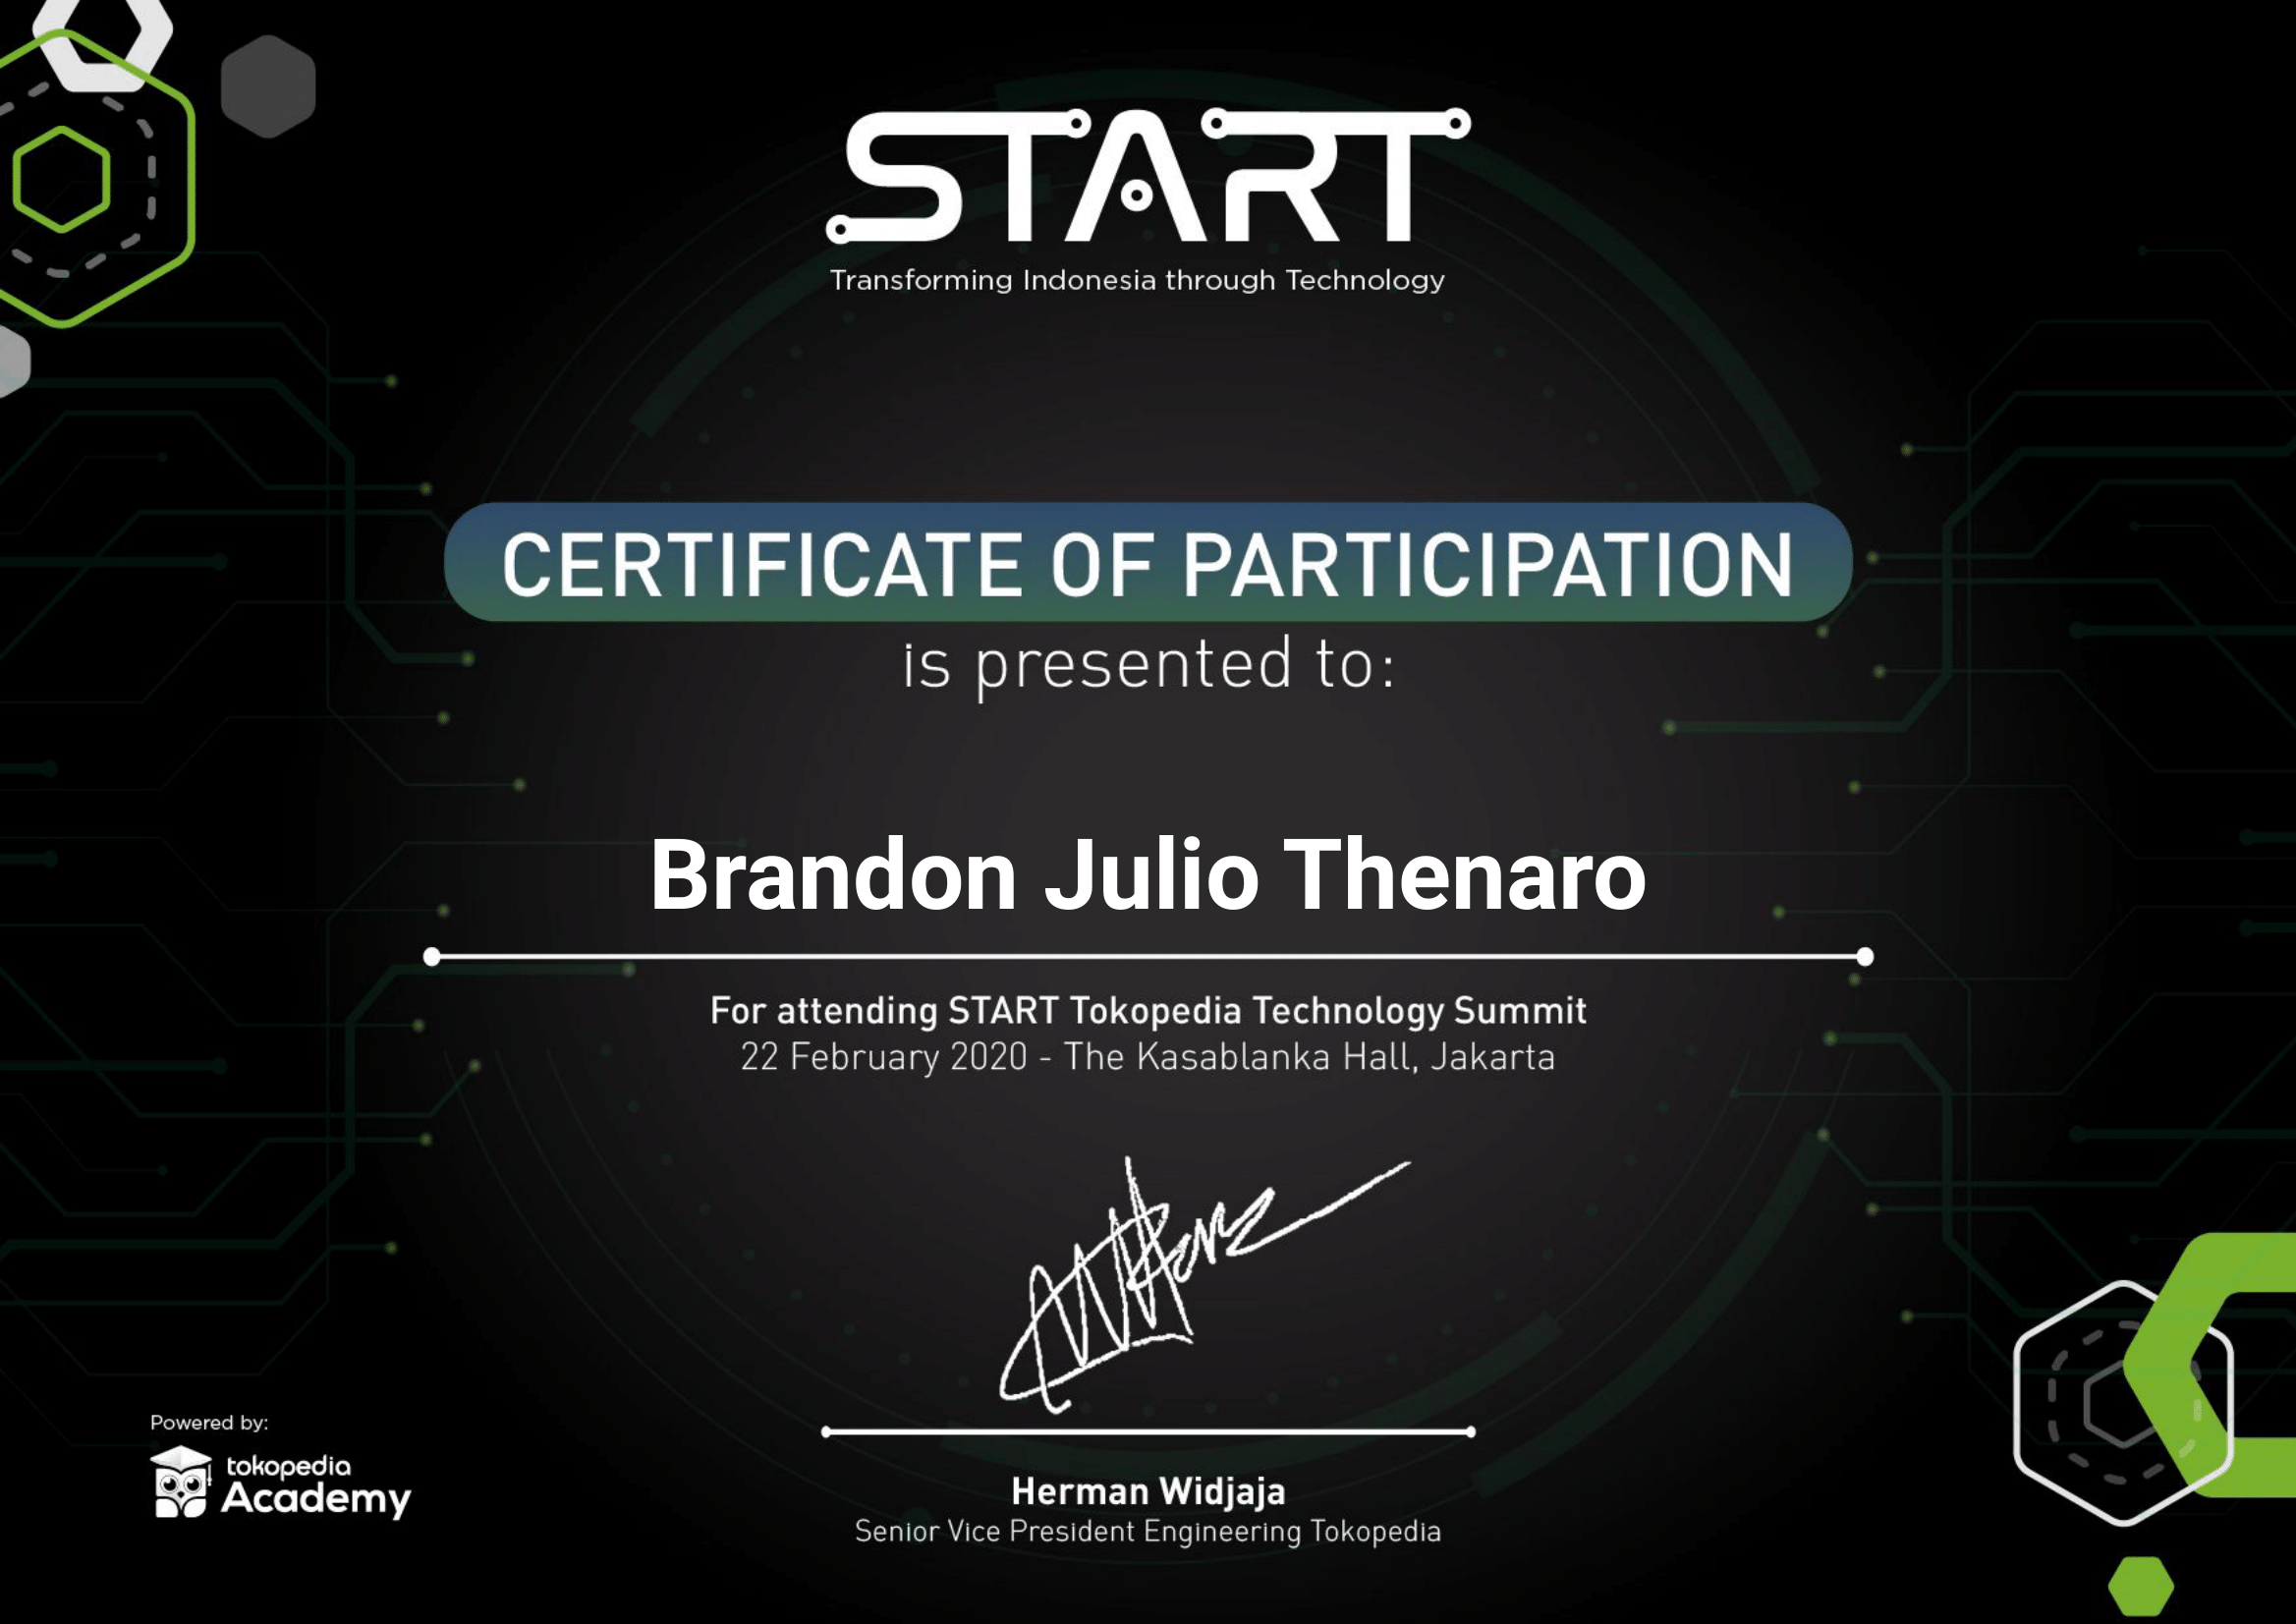 START
Transforming Indonesia through Technology
CERTIFICATE OF PARTICIPATION
is presented to:
Brandon Julio Thenaro
For attending START Tokopedia Technology Summit
22 February 2020 - The Kasablanka Hall, Jakarta
Herman Widjaja
Senior Vice President Engineering Tokopedia
Powered by:
tokopedia
Academy